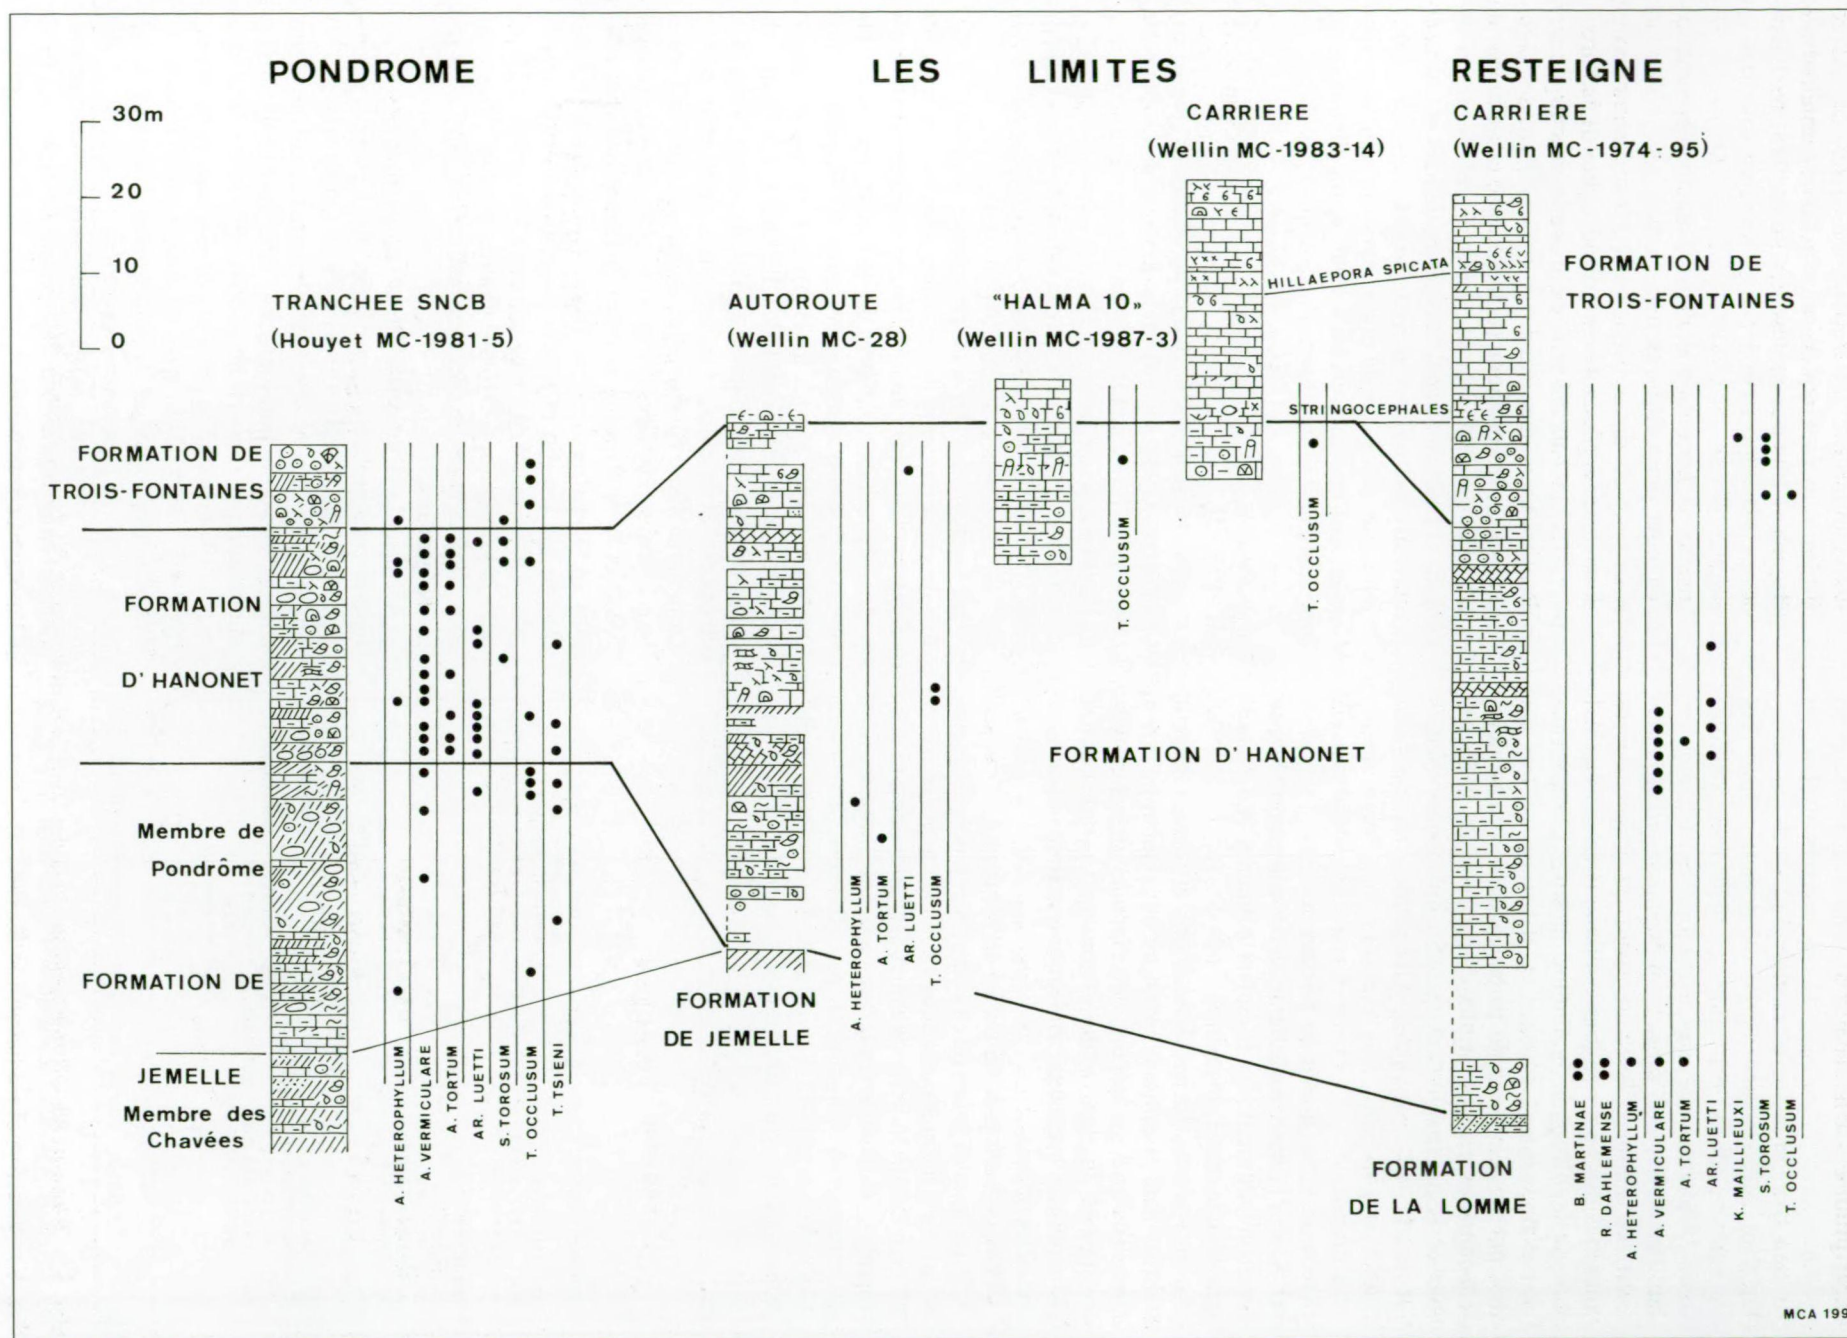 PONDROME
LES LIMITES
RESTEIGNE
30m
20
10
0
TRANCHEE SNCB
(Houyet MC-1981-5)
AUTOROUTE
(Wellin MC-28)
"HALMA 10"
(Wellin MC-1987-3)
CARRIERE
(Wellin MC-1983-14)
CARRIERE
(Wellin MC-1974-95)
HILLAEPORA SPICATA
STRINGOCEPHALES
FORMATION DE
TROIS-FONTAINES
FORMATION DE
TROIS-FONTAINES
FORMATION
D'HANONET
Membre de
Pondrôme
FORMATION DE
JEMELLE
Membre des
Chavées
A. HETEROPHYLLUM
A. VERMICULARE
A. TORTUM
AR. LUETTI
S. TOROSUM
T. OCCLUSUM
T. TSIENI
FORMATION
DE JEMELLE
A. HETEROPHYLLUM
A. TORTUM
AR. LUETTI
T. OCCLUSUM
T. OCCLUSUM
T. OCCLUSUM
FORMATION D'HANONET
FORMATION
DE LA LOMME
B. MARTINAE
R. DAHLEMENSE
A. HETEROPHYLLUM
A. VERMICULARE
A. TORTUM
AR. LUETTI
K. MAILLIEUXI
S. TOROSUM
T. OCCLUSUM
MCA 199